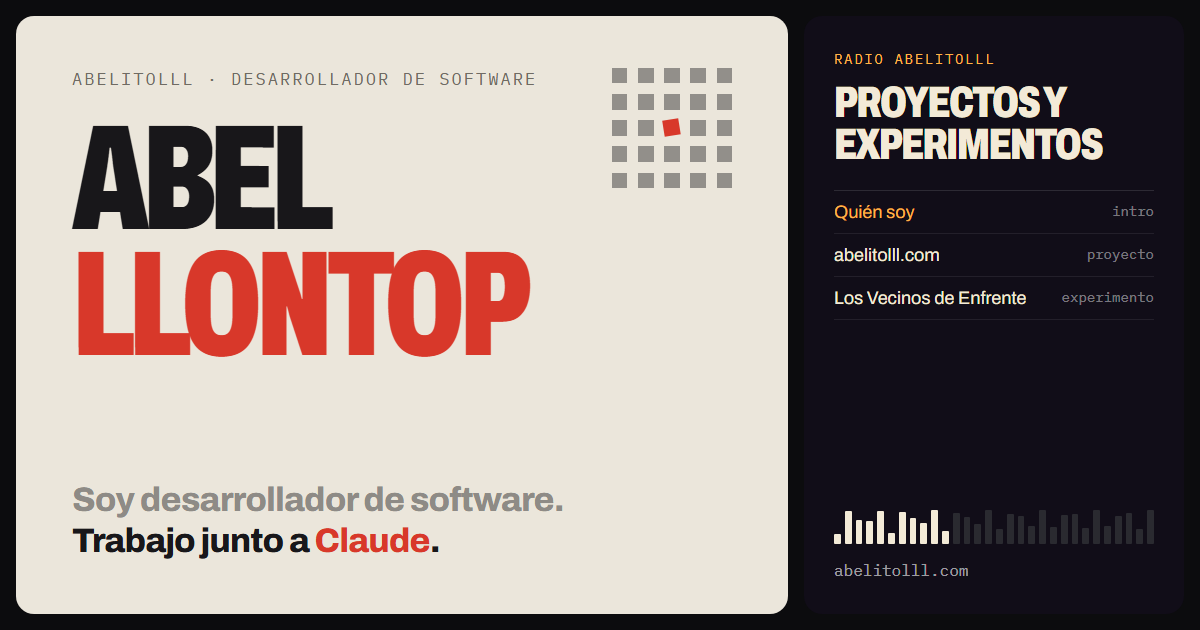 ABELITOLLL · DESARROLLADOR DE SOFTWARE
ABEL
LLONTOP
Soy desarrollador de software.
Trabajo junto a Claude.
RADIO ABELITOLLL
PROYECTOS Y
EXPERIMENTOS
Quién soy intro
abelitolll.com proyecto
Los Vecinos de Enfrente experimento
abelitolll.com